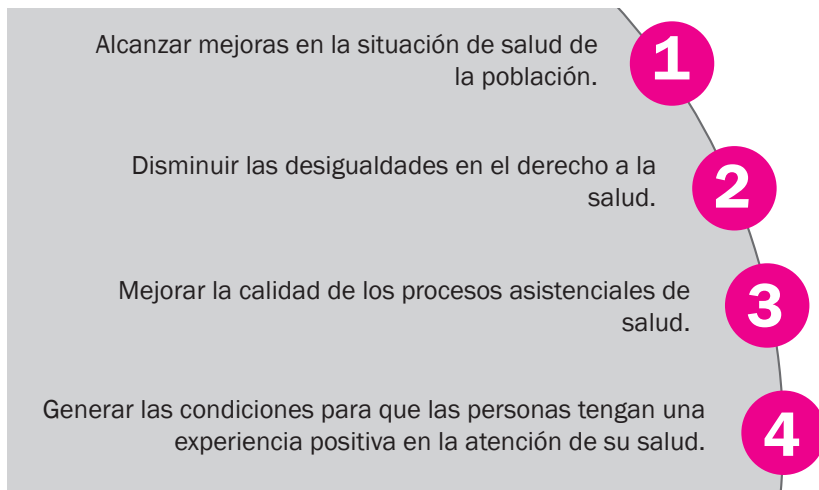 Alcanzar mejoras en la situación de salud de
la población.
1
Disminuir las desigualdades en el derecho a la
salud.
2
Mejorar la calidad de los procesos asistenciales de
salud.
3
Generar las condiciones para que las personas tengan una
experiencia positiva en la atención de su salud.
4